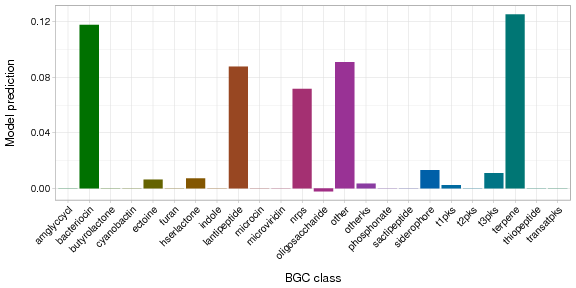 Model prediction
0.12
0.08
0.04
0.00
amglyccycl
bacteriocin
butyrolactone
cyanobactin
ectoine
furan
hserlactone
indole
lantipeptide
microcin
microviridin
nrps
oligosaccharide
other
otherks
phosphonate
sactipeptide
siderophore
t1pks
t2pks
t3pks
terpene
thiopeptide
transatpks
BGC class